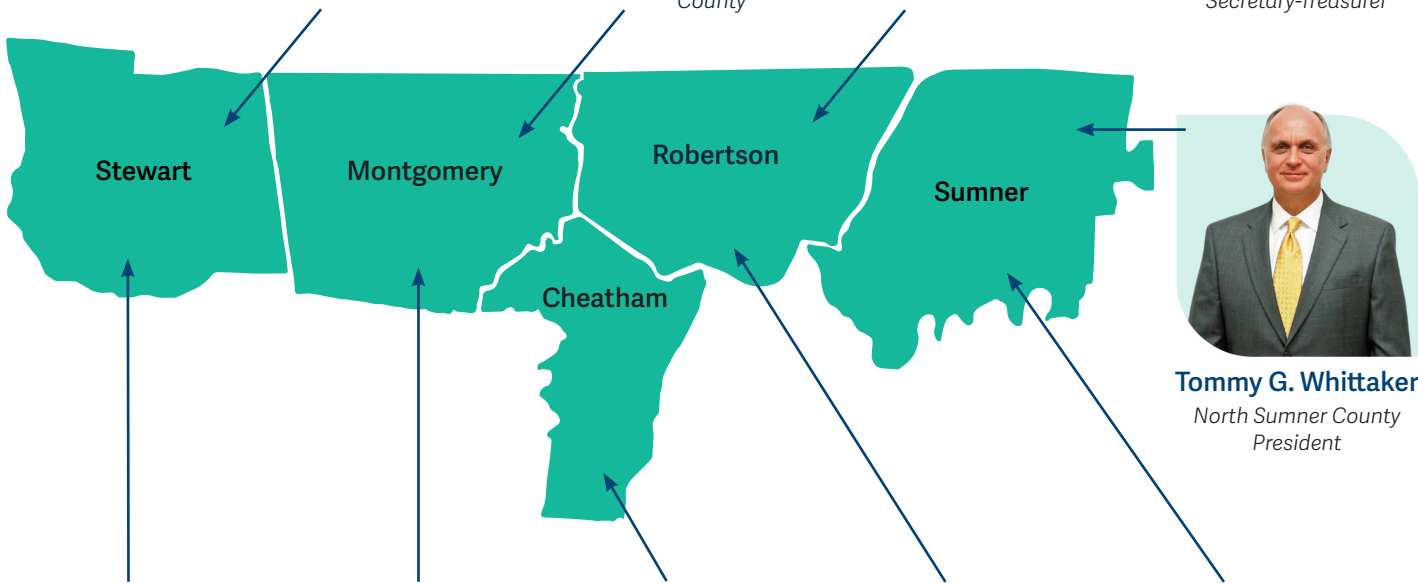 County
Secretary-Treasurer
Stewart
Montgomery
Robertson
Sumner
Cheatham
Tommy G. Whittaker
North Sumner County
President